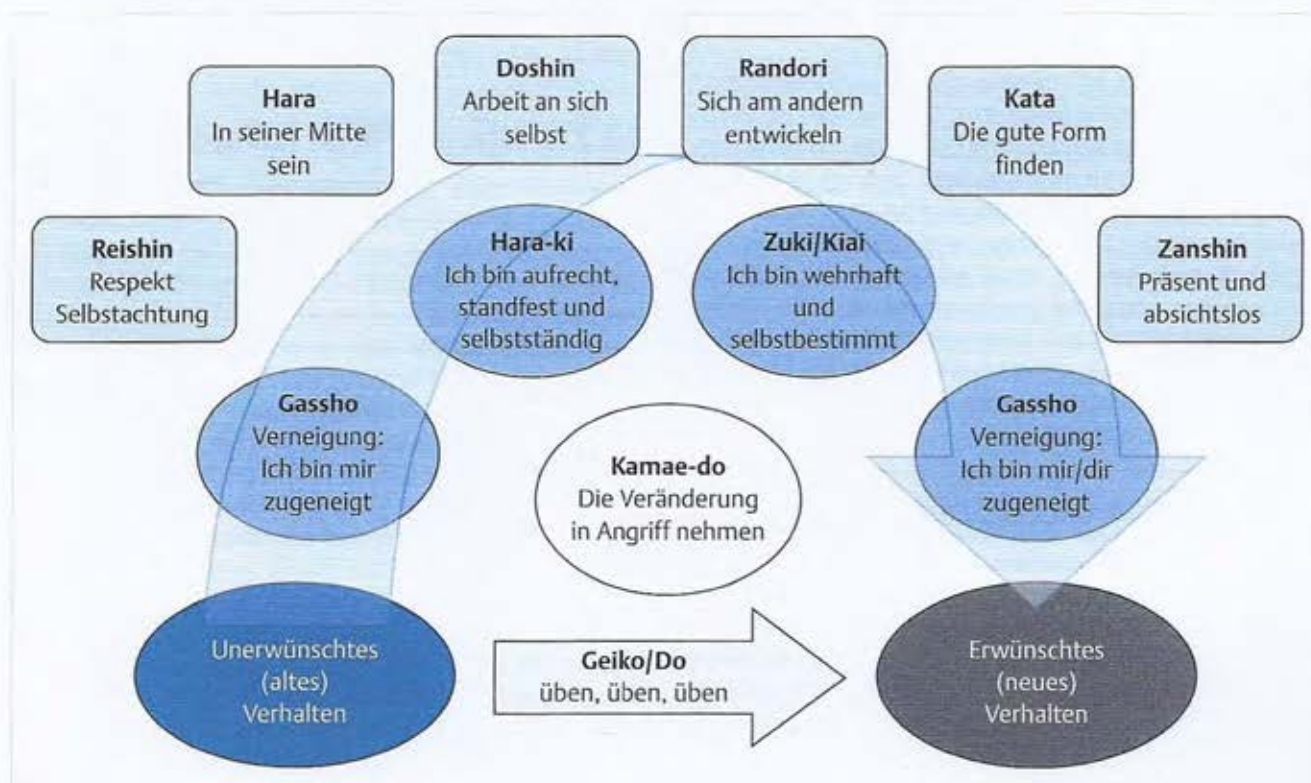 Doshin
Arbeit an sich
selbst
Randori
Sich am andern
entwickeln
Hara
In seiner Mitte
sein
Kata
Die gute Form
finden
Reishin
Respekt
Selbstachtung
Hara-ki
Ich bin aufrecht,
standfest und
selbstständig
Zuki/Kiai
Ich bin wehrhaft
und
selbstbestimmt
Zanshin
Präsent und
absichtslos
Gassho
Verneigung:
Ich bin mir
zugeneigt
Kamae-do
Die Veränderung
in Angriff nehmen
Gassho
Verneigung:
Ich bin mir/dir
zugeneigt
Unerwünschtes
(altes)
Verhalten
Geiko/Do
üben, üben, üben
Erwünschtes
(neues)
Verhalten